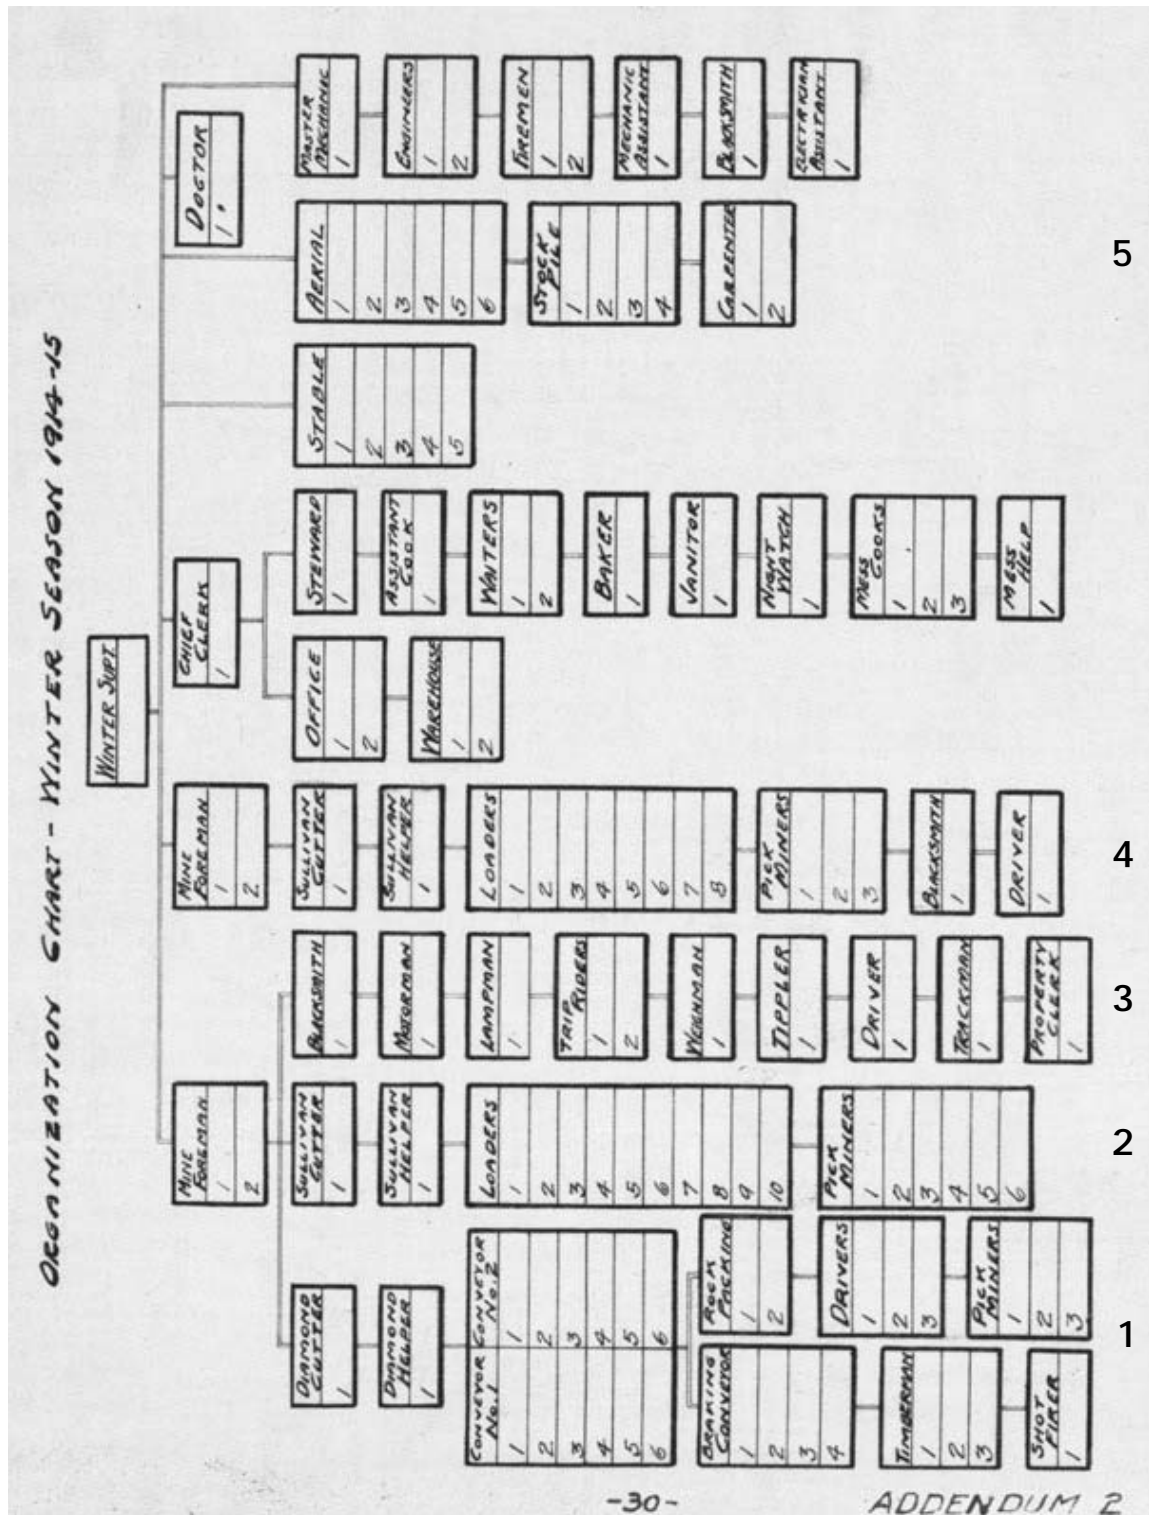 ORGANIZATION CHART - WINTER SEASON 1914-15
WINTER SUPT.
MINE
FOREMAN
1
2
MINE
FOREMAN
1
2
CHIEF
CLERK
1
DOCTOR
1.
DIAMOND
CUTTER
1
DIAMOND
HELPER
1
CONVEYOR
No. 1
1
2
3
4
5
6
CONVEYOR
No. 2
1
2
3
4
5
6
BRAKING
CONVEYOR
1
2
3
4
TIMBERMAN
1
2
3
SHOT
FIRER
1
ROCK
PACKING
1
2
DRIVERS
1
2
3
PICK
MINERS
1
2
3
SULLIVAN
CUTTER
1
SULLIVAN
HELPER
1
LOADERS
1
2
3
4
5
6
7
8
9
10
PICK
MINERS
1
2
3
4
5
6
BLACKSMITH
1
MOTORMAN
1
LAMPMAN
1
TRIP
RIDERS
1
2
WEIGHMAN
1
TIPPLER
1
DRIVER
1
TRACKMAN
1
PROPERTY
CLERK
1
SULLIVAN
CUTTER
1
SULLIVAN
HELPER
1
LOADERS
1
2
3
4
5
6
7
8
PICK
MINERS
1
2
3
BLACKSMITH
1
DRIVER
1
OFFICE
1
2
WAREHOUSE
1
2
STEWARD
1
ASSISTANT
COOK
1
WAITERS
1
2
BAKER
1
JANITOR
1
NIGHT
WATCH
1
MESS
COOKS
1
2
3
MESS
HELP
1
STABLE
1
2
3
4
5
AERIAL
1
2
3
4
5
6
STOCK
PILE
1
2
3
4
CARPENTER
1
2
MASTER
MECHANIC
1
ENGINEERS
1
2
FIREMEN
1
2
MECHANIC
ASSISTANT
1
BLACKSMITH
1
ELECTRICIAN
ASSISTANT
1
1
2
3
4
5
-30-
ADDENDUM 2